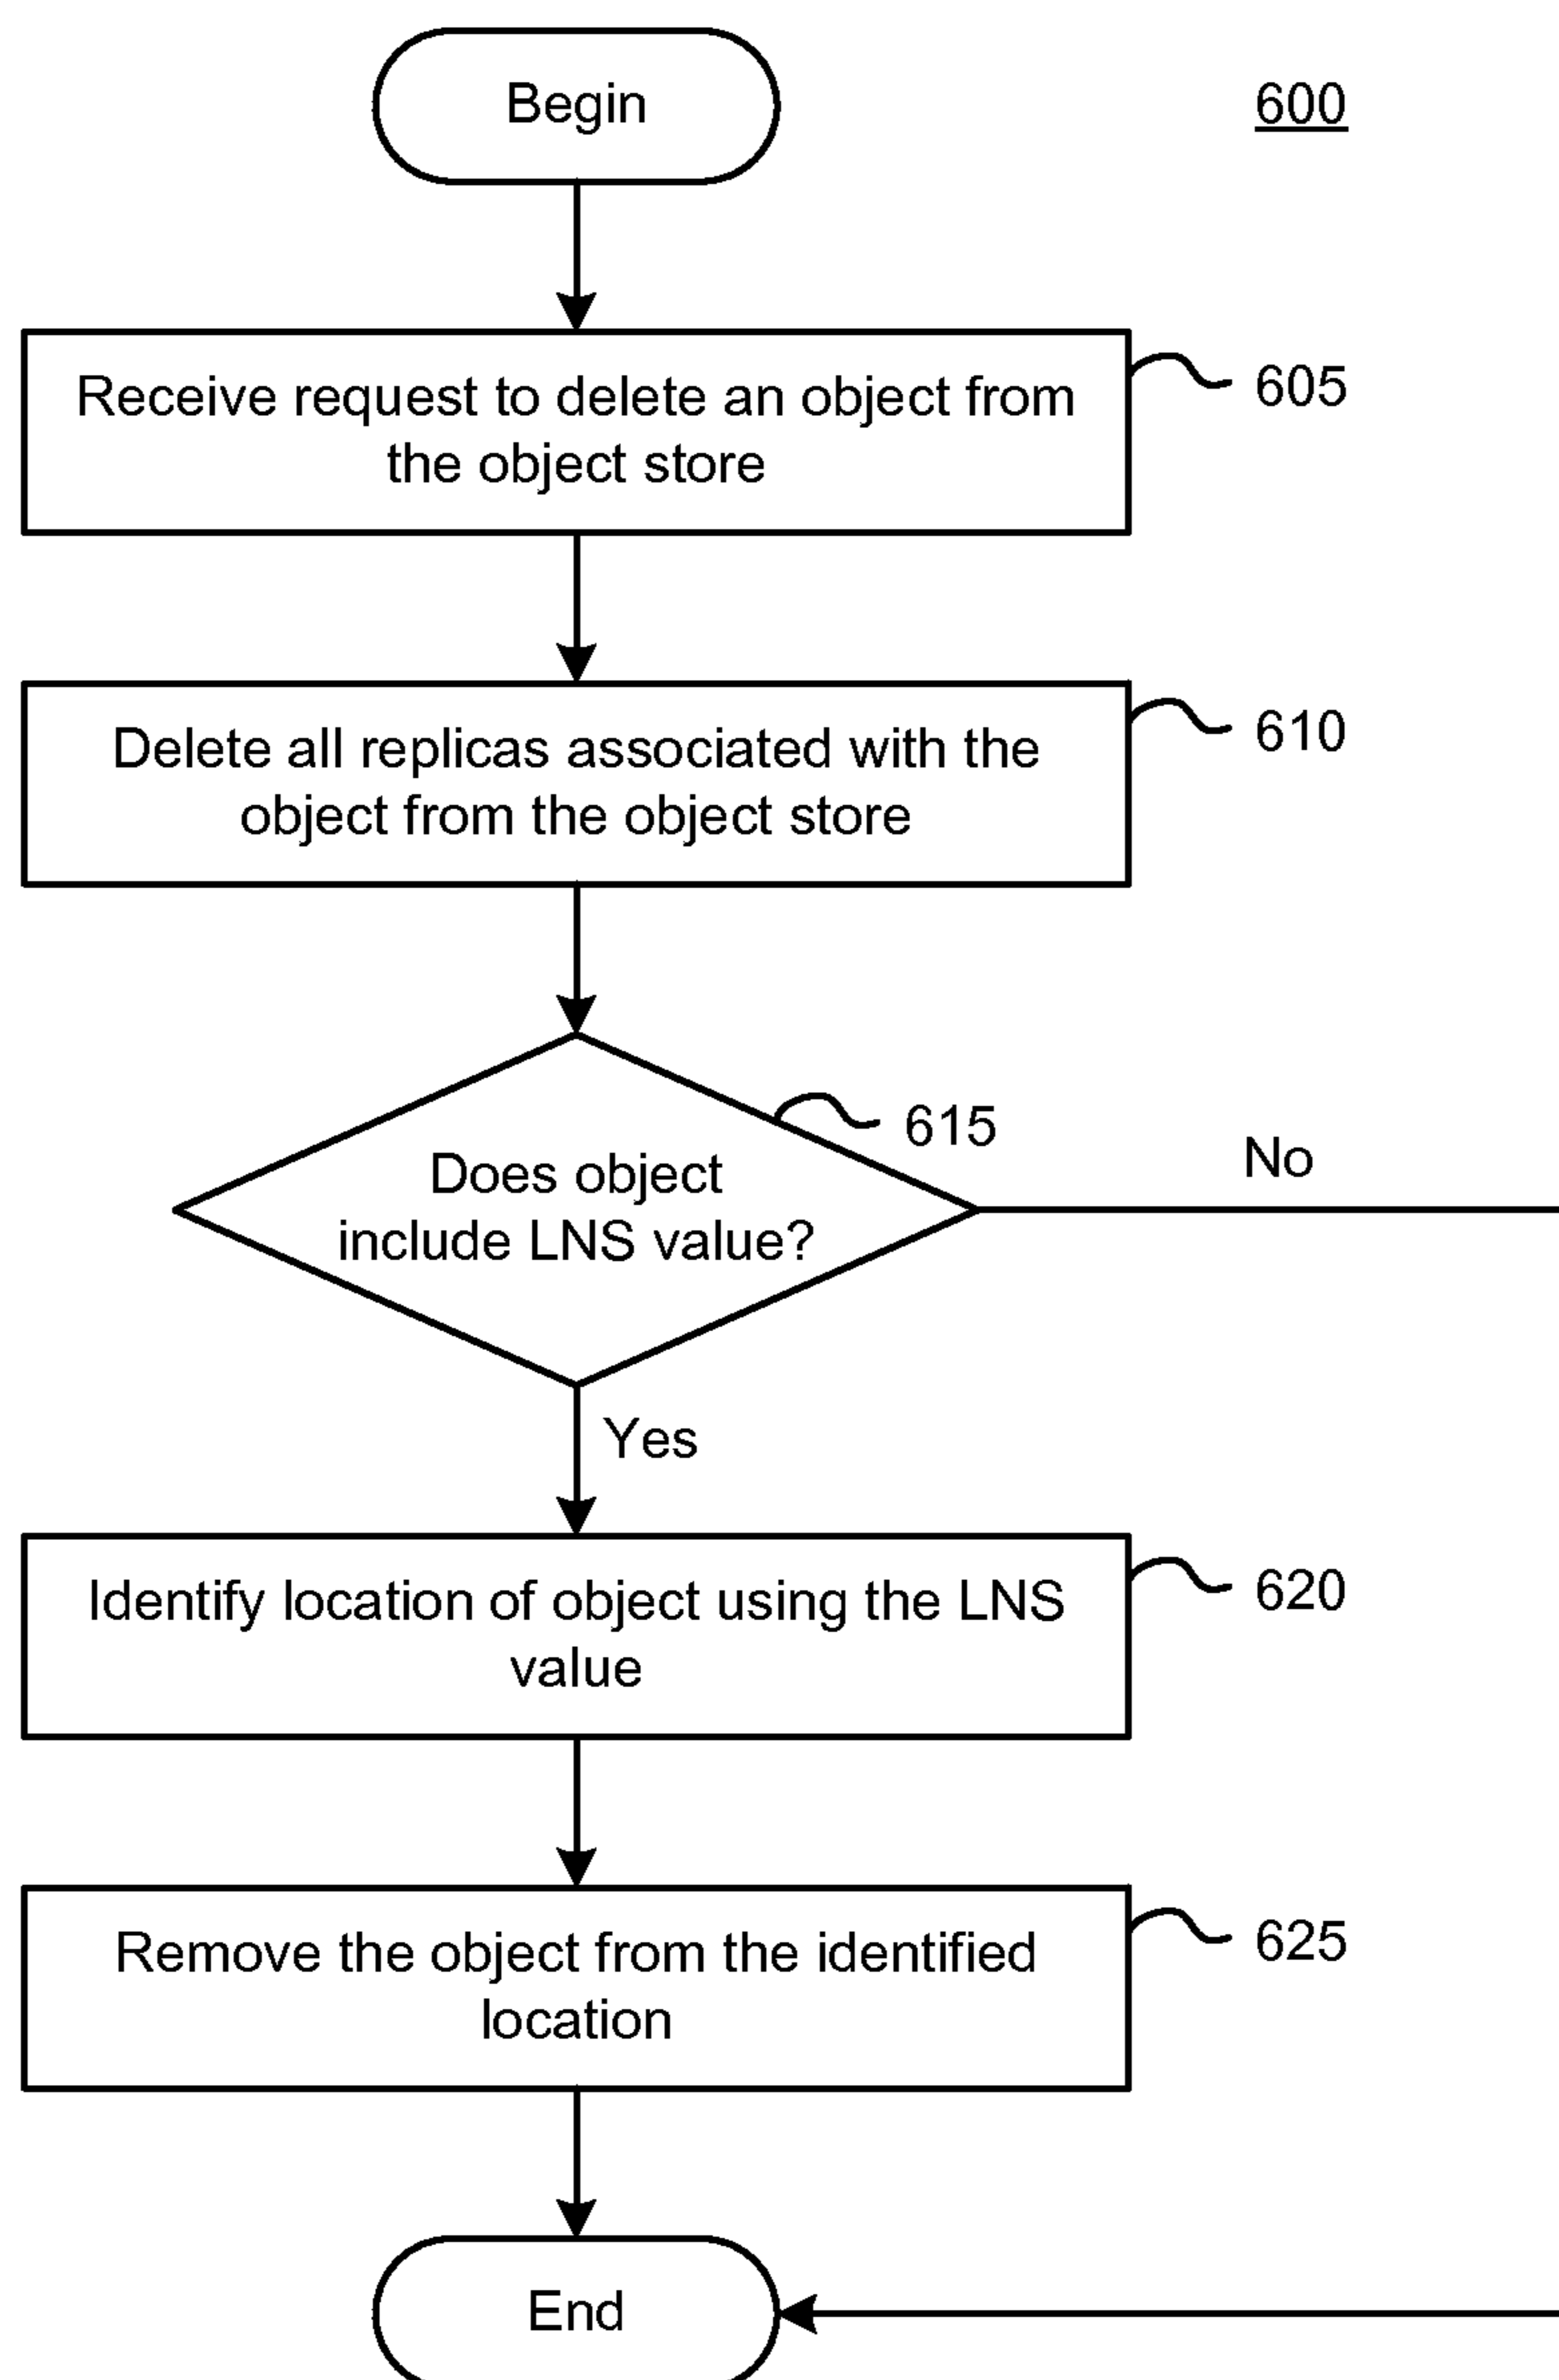 Begin
600
Receive request to delete an object from
the object store
605
Delete all replicas associated with the
object from the object store
610
Does object
include LNS value?
615
No
Yes
Identify location of object using the LNS
value
620
Remove the object from the identified
location
625
End